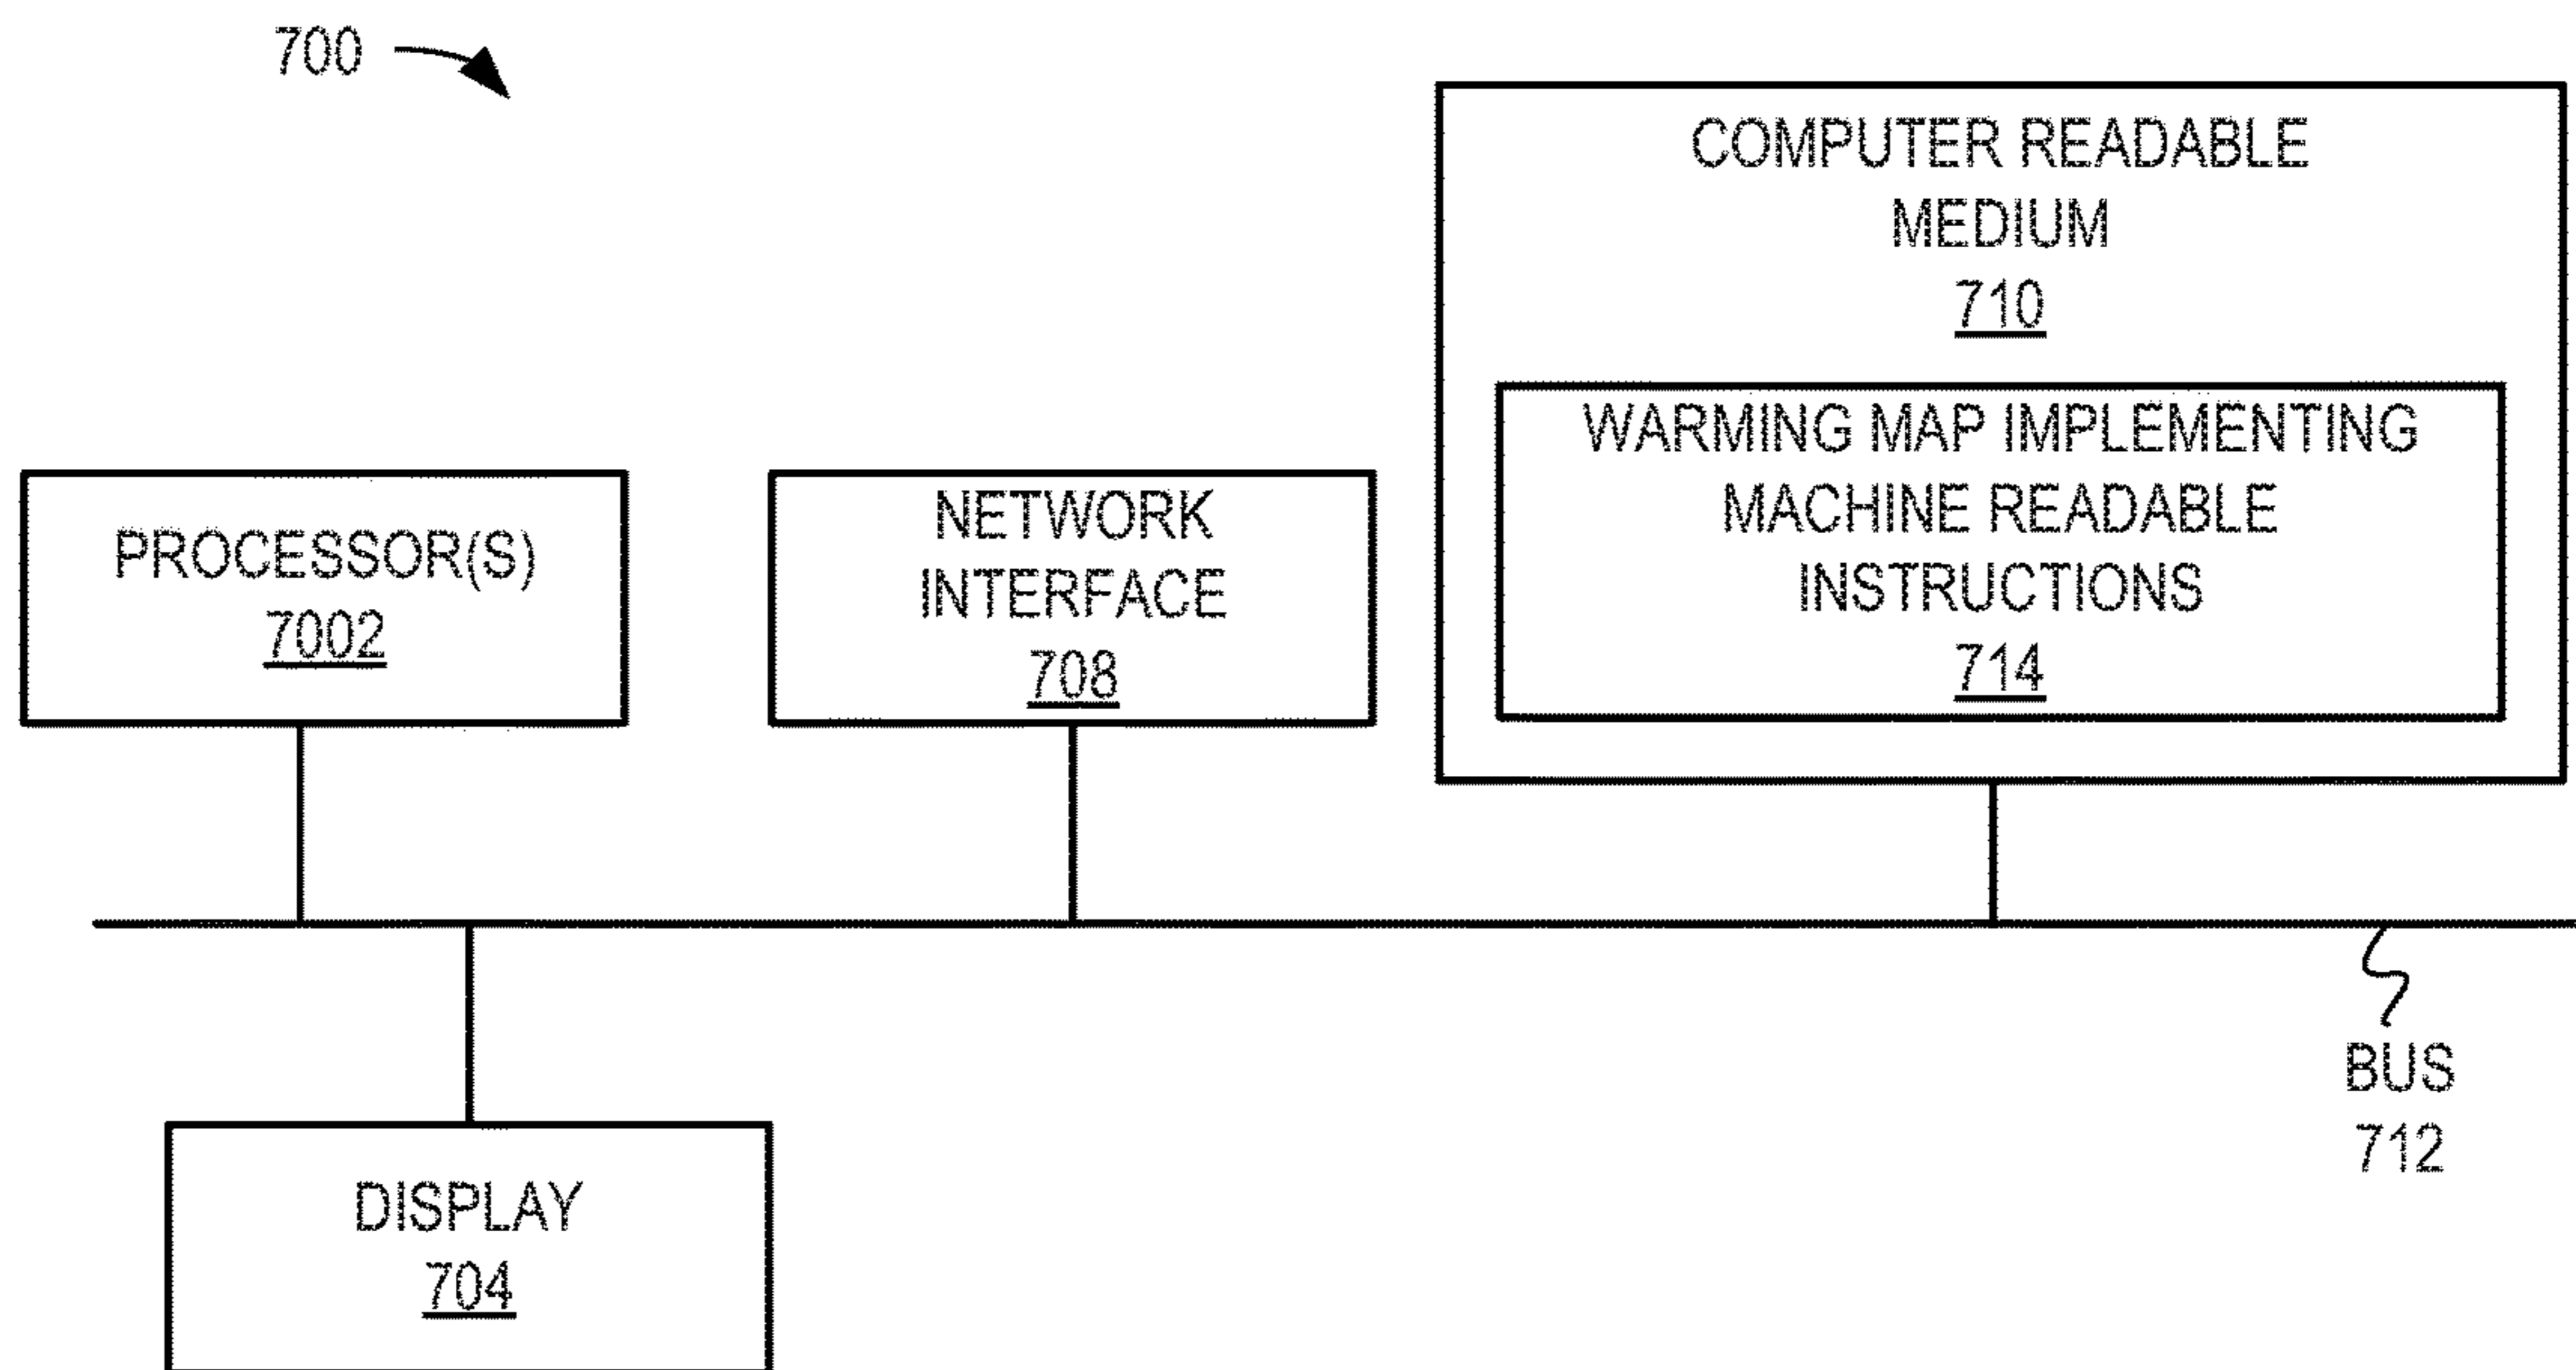 700
COMPUTER READABLE
MEDIUM
710
WARMING MAP IMPLEMENTING
MACHINE READABLE
INSTRUCTIONS
714
PROCESSOR(S)
7002
NETWORK
INTERFACE
708
BUS
712
DISPLAY
704